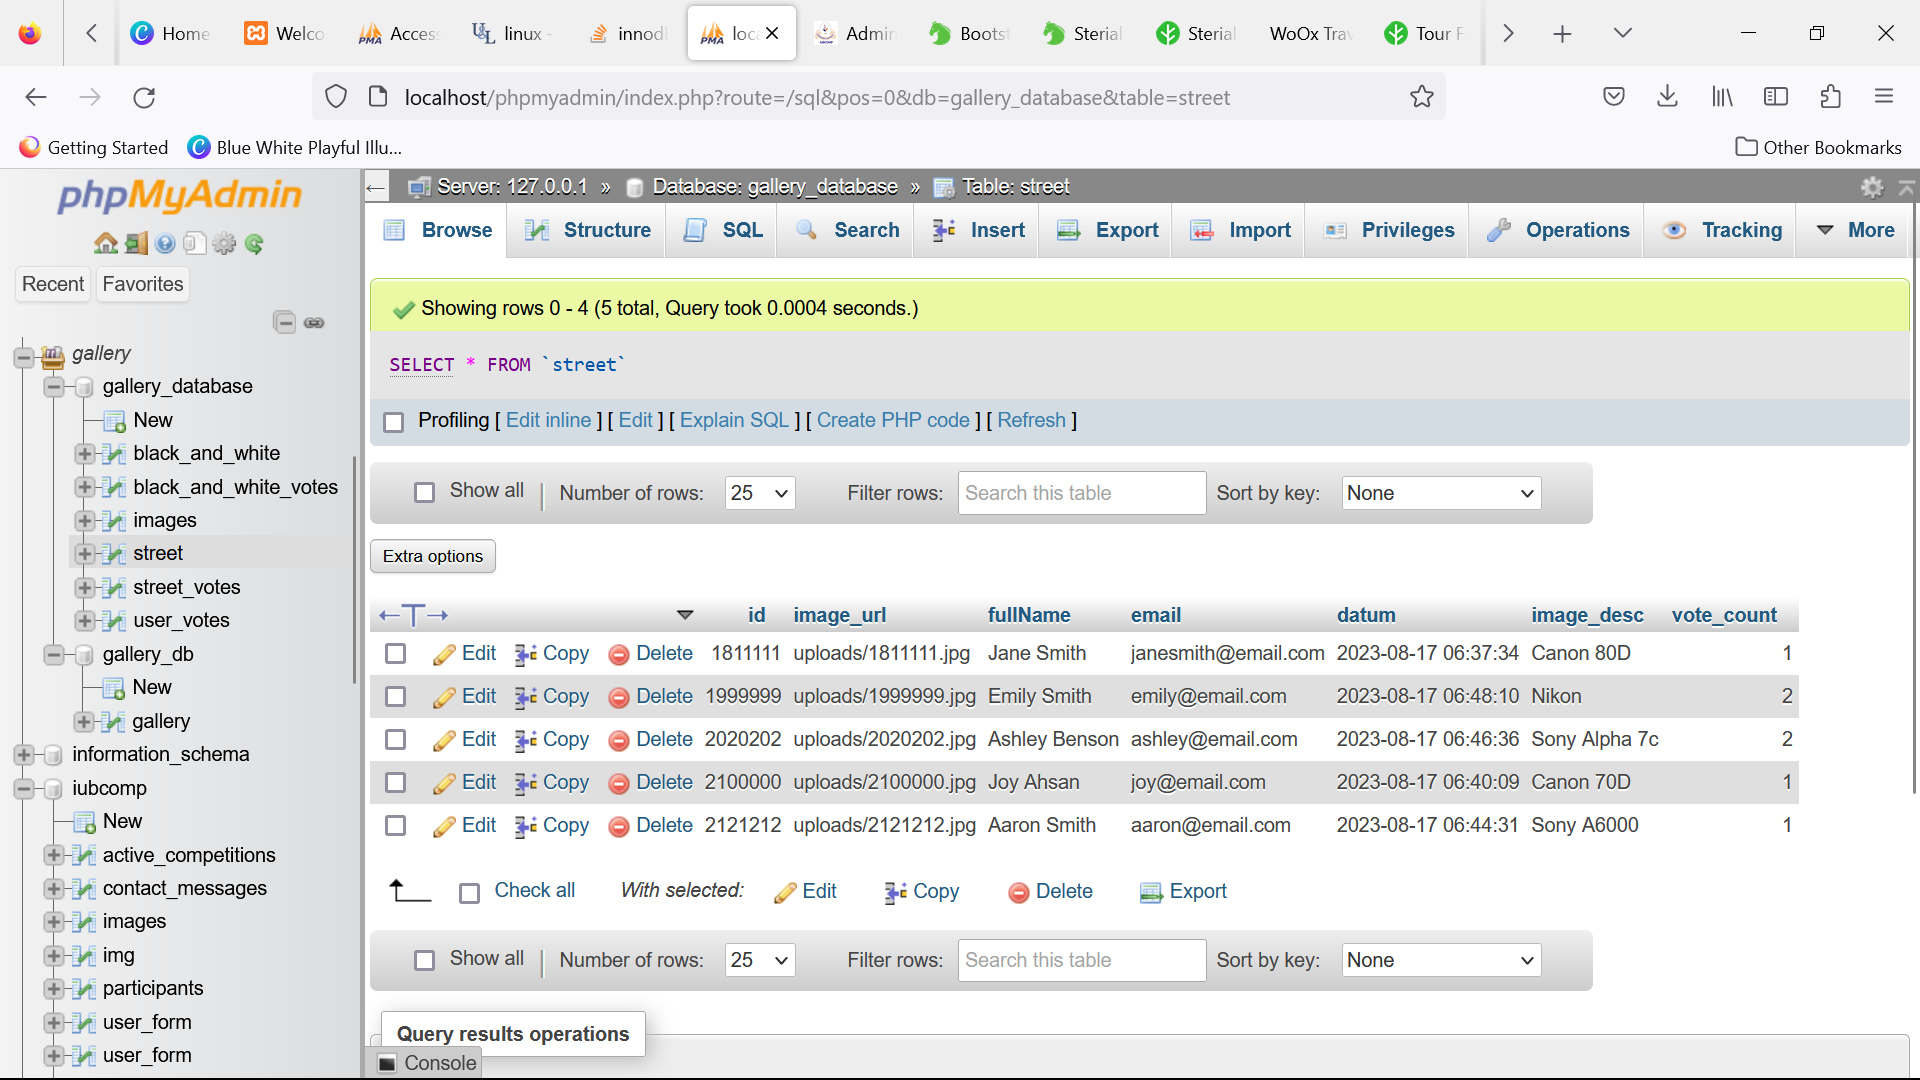 Home
Welco
Acces
linux -
innod
loc
Admin
Boots
Sterial
Sterial
WoOx Trav
Tour F
localhost/phpmyadmin/index.php?route=/sql&pos=0&db=gallery_database&table=street
Getting Started
Blue White Playful Illu...
Other Bookmarks
phpMyAdmin
Recent
Favorites
gallery
gallery_database
New
black_and_white
black_and_white_votes
images
street
street_votes
user_votes
gallery_db
New
gallery
information_schema
iubcomp
New
active_competitions
contact_messages
images
img
participants
user_form
user_form
Server: 127.0.0.1 » Database: gallery_database » Table: street
Browse Structure SQL Search Insert Export Import Privileges Operations Tracking More
Showing rows 0 - 4 (5 total, Query took 0.0004 seconds.)
SELECT * FROM `street`
Profiling [ Edit inline ] [ Edit ] [ Explain SQL ] [ Create PHP code ] [ Refresh ]
Show all | Number of rows: 25 Filter rows: Search this table Sort by key: None
Extra options
←T→ id image_url fullName email datum image_desc vote_count
Edit Copy Delete 1811111 uploads/1811111.jpg Jane Smith janesmith@email.com 2023-08-17 06:37:34 Canon 80D 1
Edit Copy Delete 1999999 uploads/1999999.jpg Emily Smith emily@email.com 2023-08-17 06:48:10 Nikon 2
Edit Copy Delete 2020202 uploads/2020202.jpg Ashley Benson ashley@email.com 2023-08-17 06:46:36 Sony Alpha 7c 2
Edit Copy Delete 2100000 uploads/2100000.jpg Joy Ahsan joy@email.com 2023-08-17 06:40:09 Canon 70D 1
Edit Copy Delete 2121212 uploads/2121212.jpg Aaron Smith aaron@email.com 2023-08-17 06:44:31 Sony A6000 1
Check all With selected: Edit Copy Delete Export
Show all | Number of rows: 25 Filter rows: Search this table Sort by key: None
Query results operations
Console